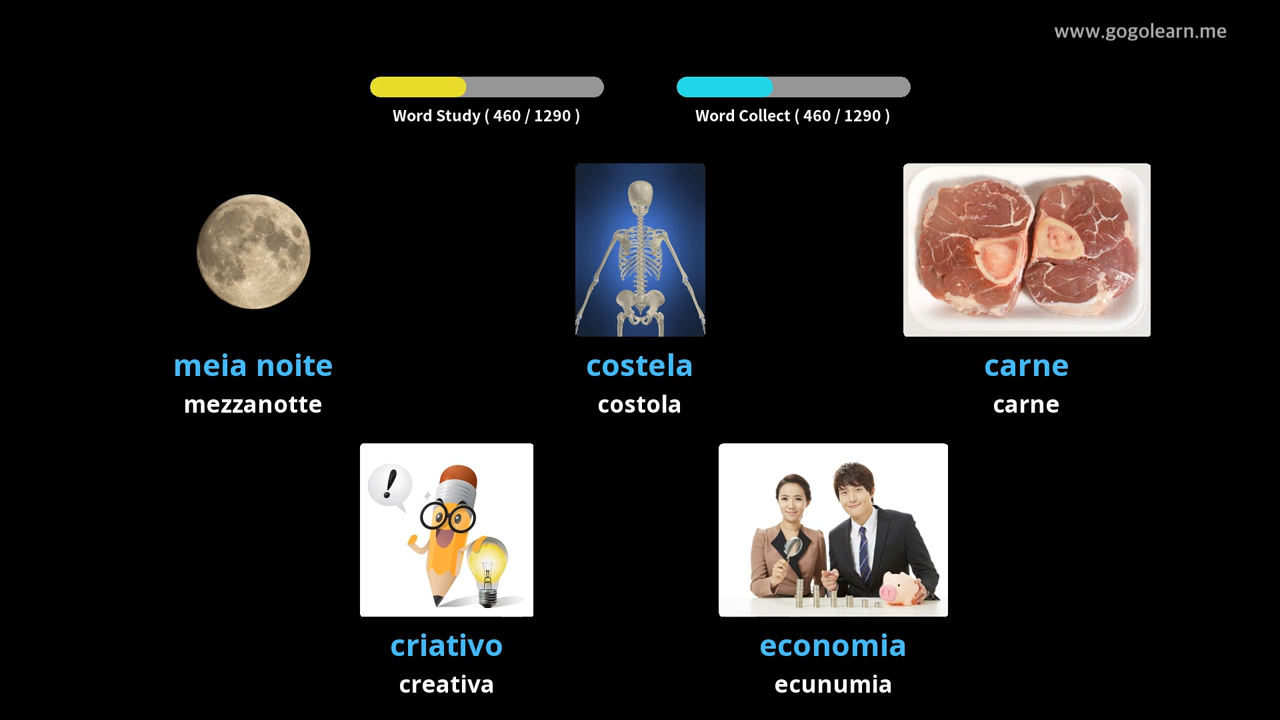 www.gogolearn.me
Word Study ( 460 / 1290 )
Word Collect ( 460 / 1290 )
meia noite
mezzanotte
costela
costola
carne
carne
!
criativo
creativa
economia
ecunumia